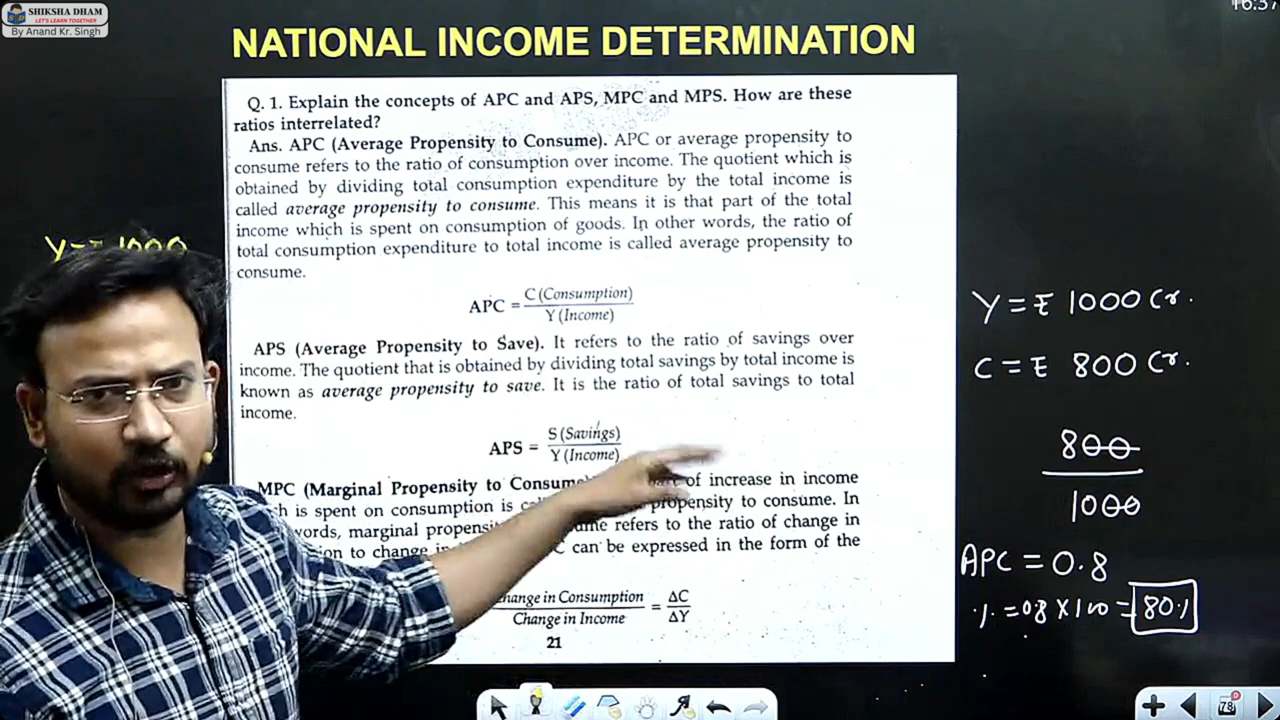 SHIKSHA DHAM
LET'S LEARN TOGETHER
By Anand Kr. Singh
16:37
NATIONAL INCOME DETERMINATION
Q. 1. Explain the concepts of APC and APS, MPC and MPS. How are these
ratios interrelated?
Ans. APC (Average Propensity to Consume). APC or average propensity to
consume refers to the ratio of consumption over income. The quotient which is
obtained by dividing total consumption expenditure by the total income is
called average propensity to consume. This means it is that part of the total
income which is spent on consumption of goods. In other words, the ratio of
total consumption expenditure to total income is called average propensity to
consume.
APC = C (Consumption)
Y (Income)
APS (Average Propensity to Save). It refers to the ratio of savings over
income. The quotient that is obtained by dividing total savings by total income is
known as average propensity to save. It is the ratio of total savings to total
income.
APS = S (Savings)
Y (Income)
MPC (Marginal Propensity to Consume of increase in income
h is spent on consumption is propensity to consume. In
words, marginal refers to the ratio of change in
to change in can be expressed in the form of the
Change in Consumption = ΔC
Change in Income ΔY
21
Y = ₹ 1000
Y = ₹ 1000 Cr.
C = ₹ 800 Cr.
800
1000
APC = 0.8
% = 0.8 X 100 = 80%
78